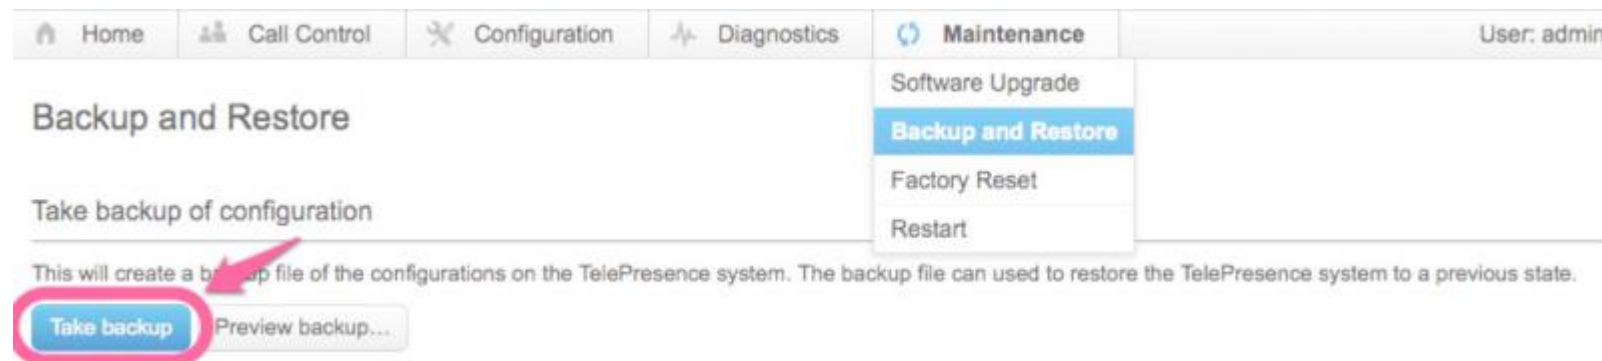 Home Call Control Configuration Diagnostics Maintenance User: admin
Software Upgrade
Backup and Restore
Factory Reset
Restart
Backup and Restore
Take backup of configuration
This will create a backup file of the configurations on the TelePresence system. The backup file can used to restore the TelePresence system to a previous state.
Take backup Preview backup...